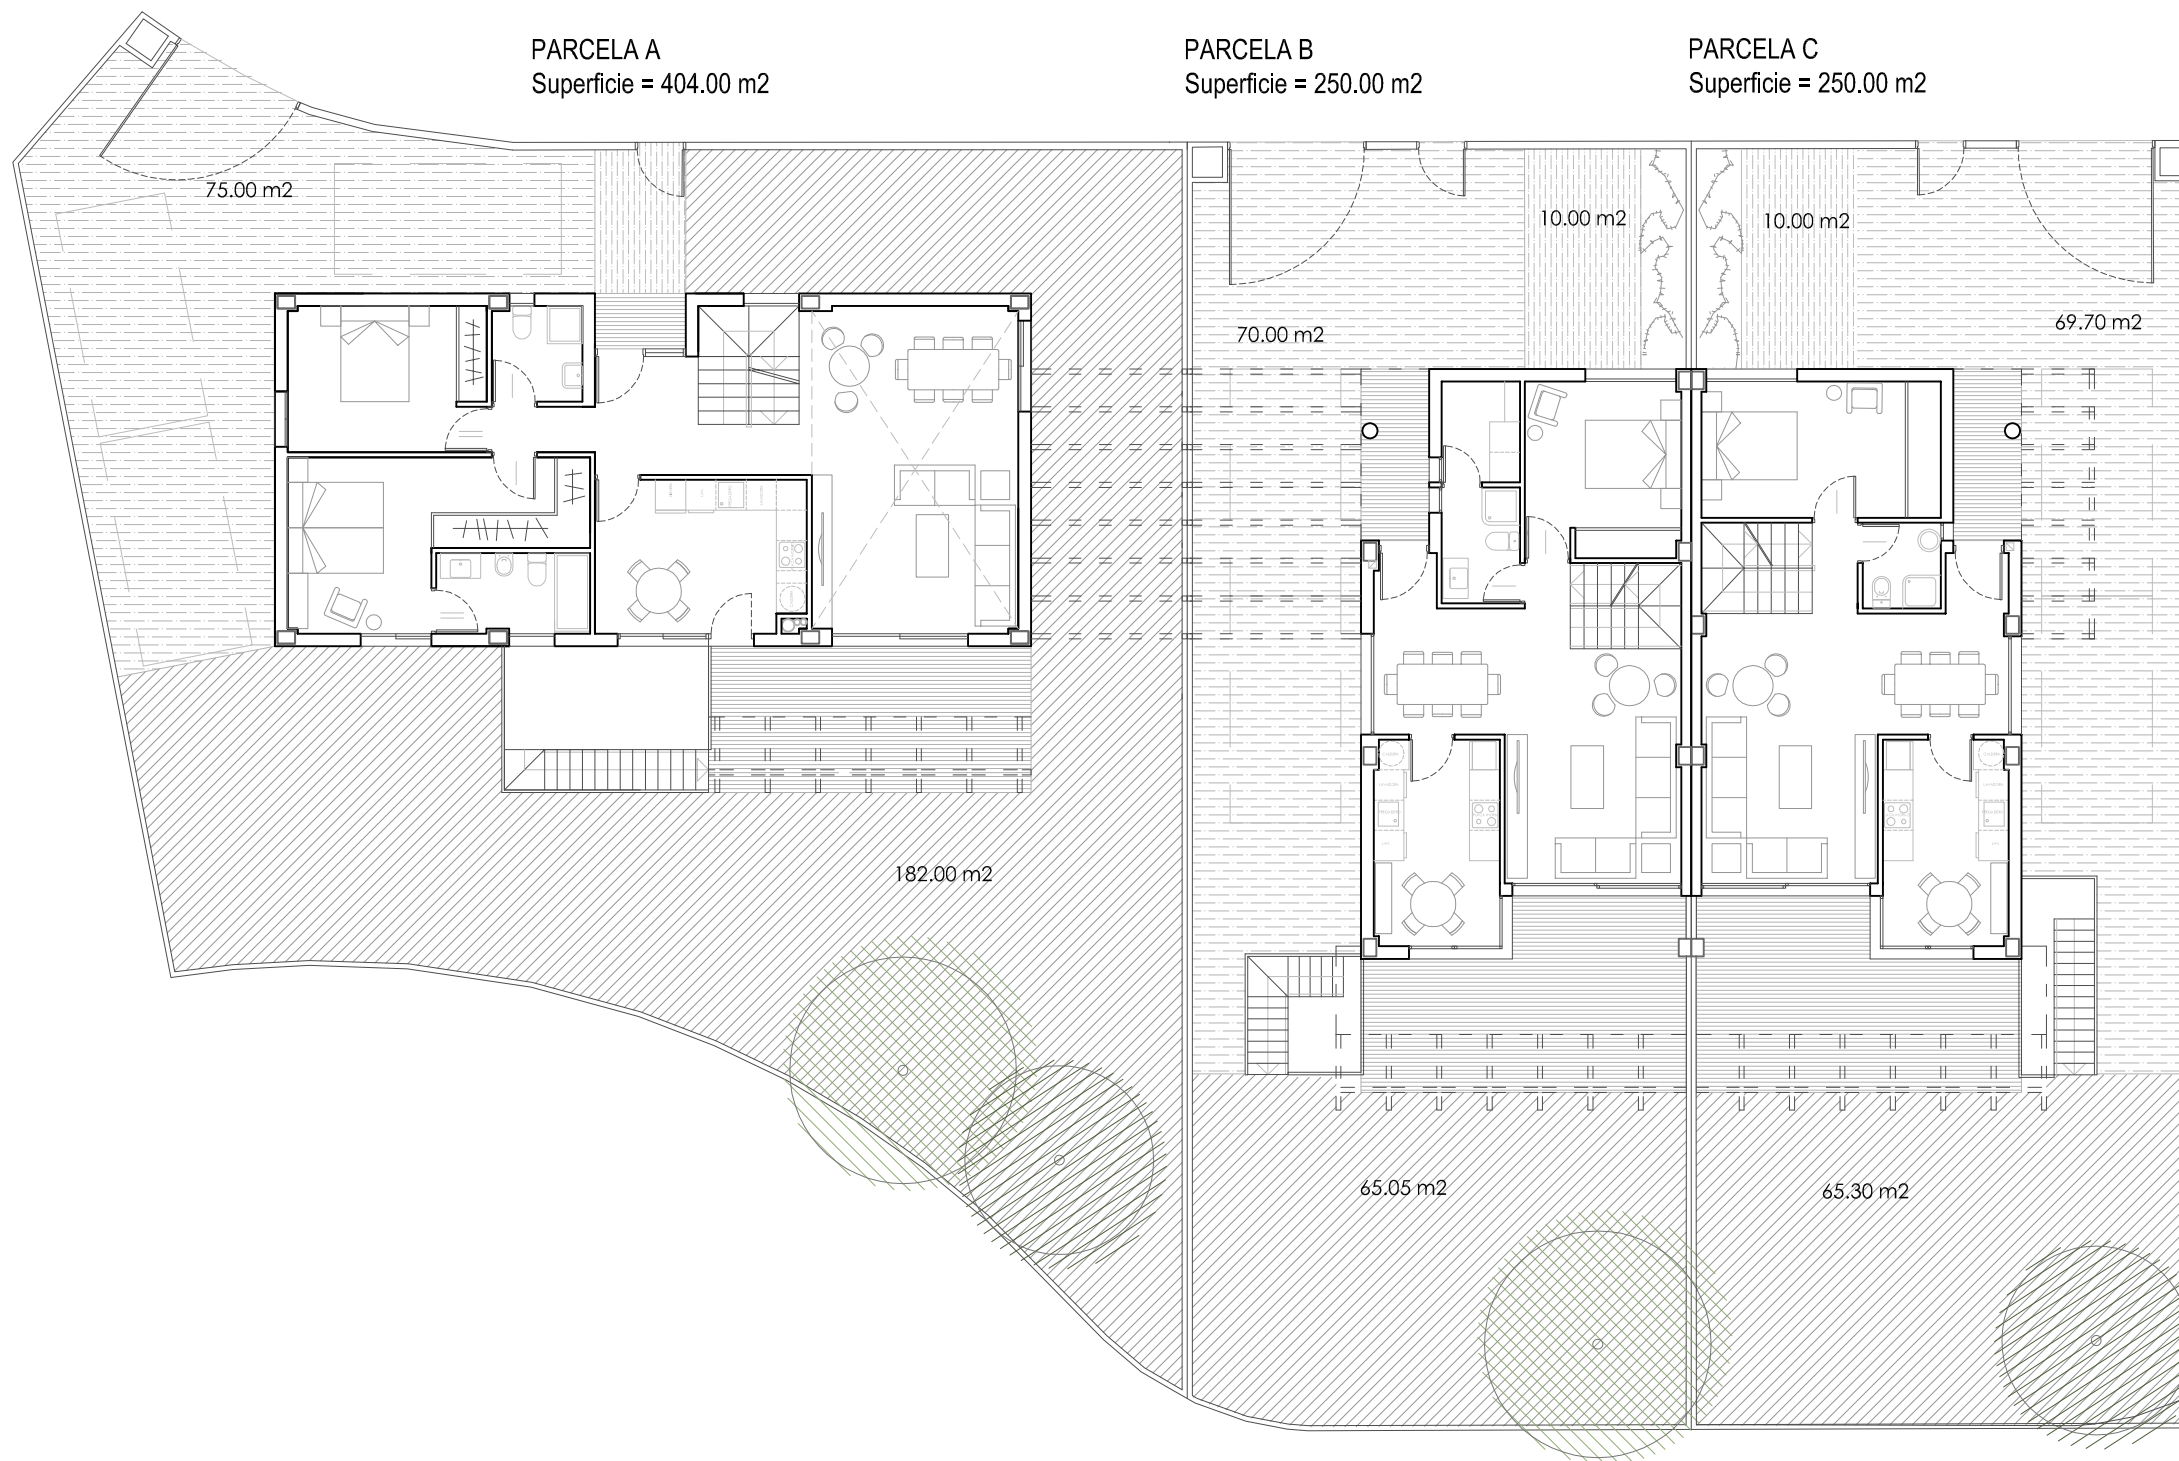 PARCELA A
Superficie = 404.00 m2
PARCELA B
Superficie = 250.00 m2
PARCELA C
Superficie = 250.00 m2
75.00 m2
10.00 m2
10.00 m2
70.00 m2
69.70 m2
182.00 m2
65.05 m2
65.30 m2